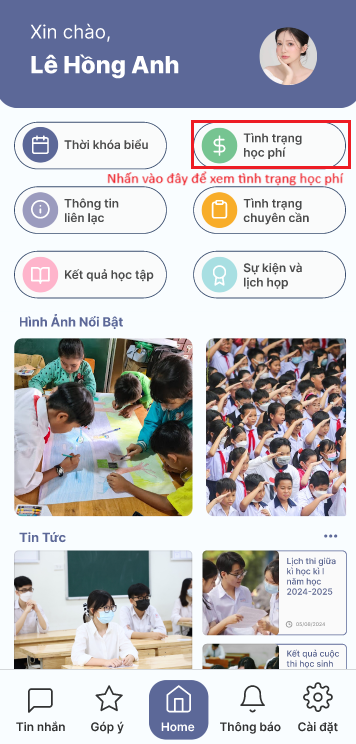 Xin chào,
Lê Hồng Anh
Thời khóa biểu
Tình trạng
học phí
Nhấn vào đây để xem tình trạng học phí
Thông tin
liên lạc
Tình trạng
chuyên cần
Kết quả học tập
Sự kiện và
lịch họp
Hình Ảnh Nổi Bật
Tin Tức
Lịch thi giữa
kì học kì I
năm học
2024-2025
05/08/2024
Kết quả cuộc
thi học sinh
Tin nhắn
Góp ý
Home
Thông báo
Cài đặt